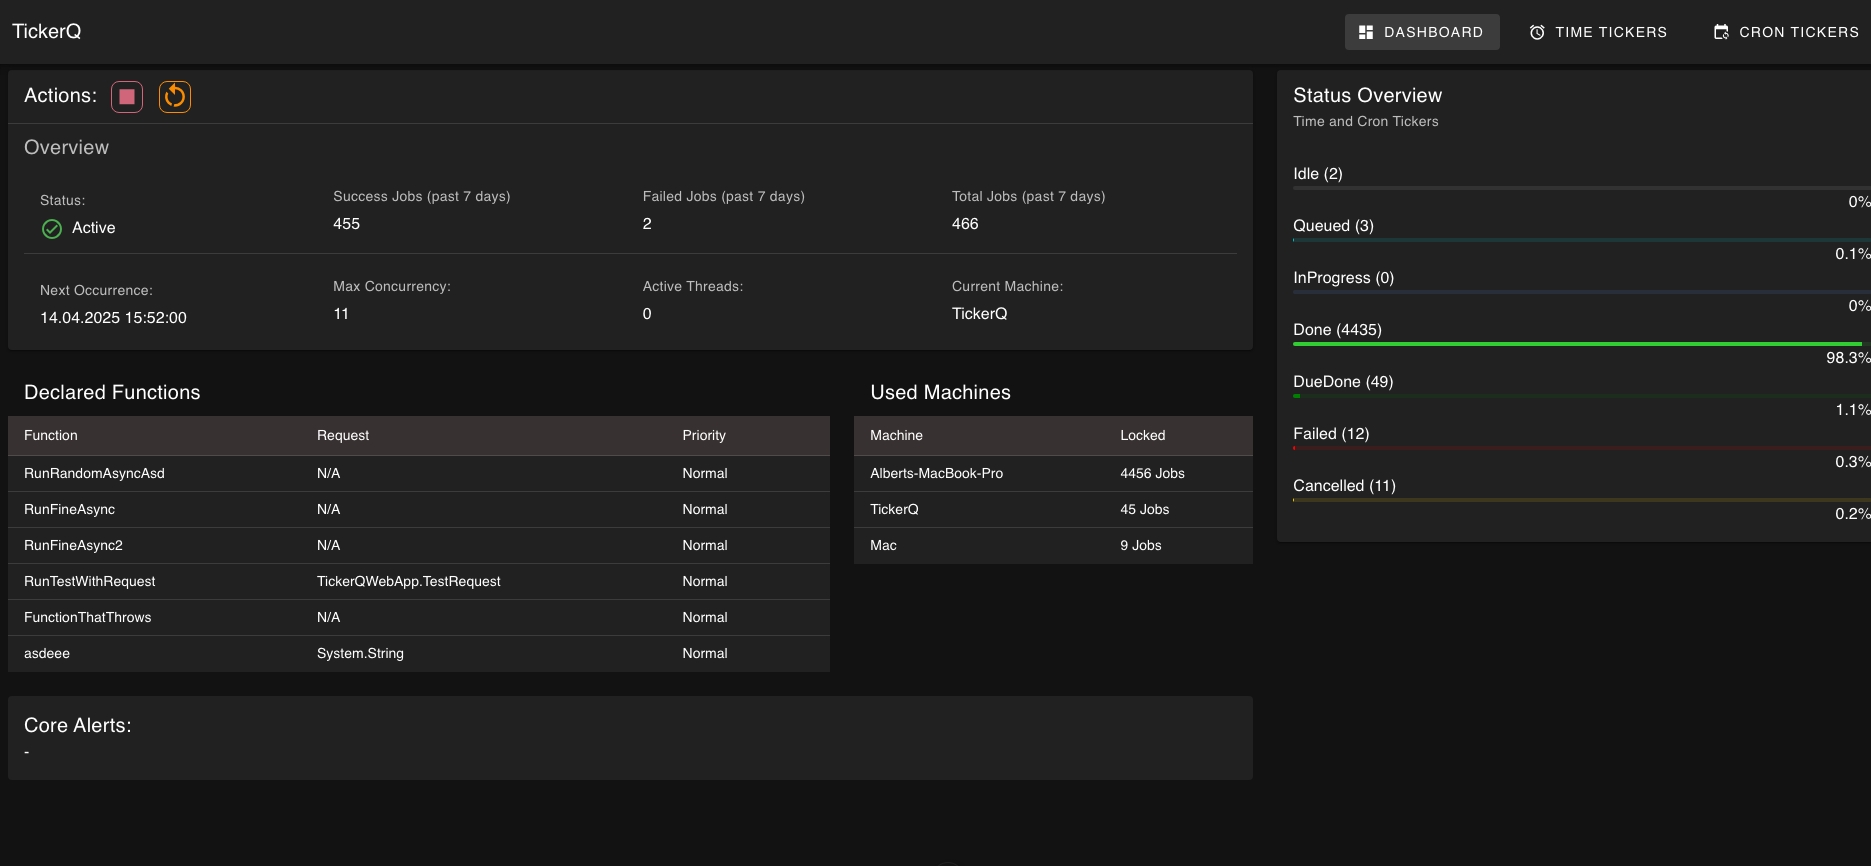 TickerQ
DASHBOARD
TIME TICKERS
CRON TICKERS
Actions:
Overview
Status:
Active
Success Jobs (past 7 days)
455
Failed Jobs (past 7 days)
2
Total Jobs (past 7 days)
466
Next Occurrence:
14.04.2025 15:52:00
Max Concurrency:
11
Active Threads:
0
Current Machine:
TickerQ
Declared Functions
Function Request Priority
RunRandomAsyncAsd N/A Normal
RunFineAsync N/A Normal
RunFineAsync2 N/A Normal
RunTestWithRequest TickerQWebApp.TestRequest Normal
FunctionThatThrows N/A Normal
asdeee System.String Normal
Used Machines
Machine Locked
Alberts-MacBook-Pro 4456 Jobs
TickerQ 45 Jobs
Mac 9 Jobs
Core Alerts:
-
Status Overview
Time and Cron Tickers
Idle (2)
0%
Queued (3)
0.1%
InProgress (0)
0%
Done (4435)
98.3%
DueDone (49)
1.1%
Failed (12)
0.3%
Cancelled (11)
0.2%